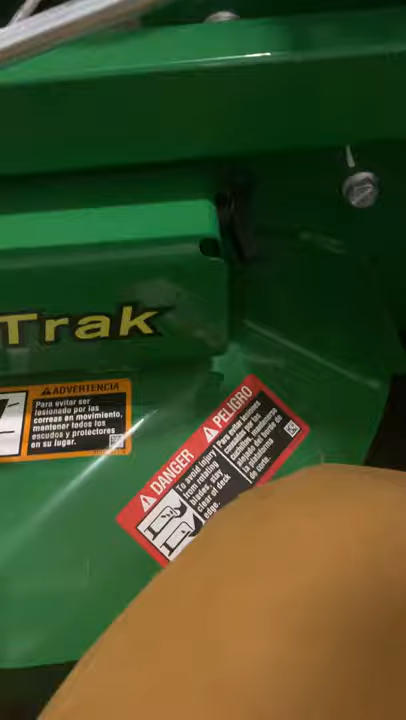 Trak
ADVERTENCIA
Para evitar ser
lesionado por las
correas en movimiento,
mantener todos los
escudos y protectores
en su lugar.
DANGER
To avoid injury
from rotating
blades, stay
clear of deck
edge.
PELIGRO
Para evitar lesiones
causadas por las
cuchillas, mantenerse
alejado del borde de
la plataforma
de corte.